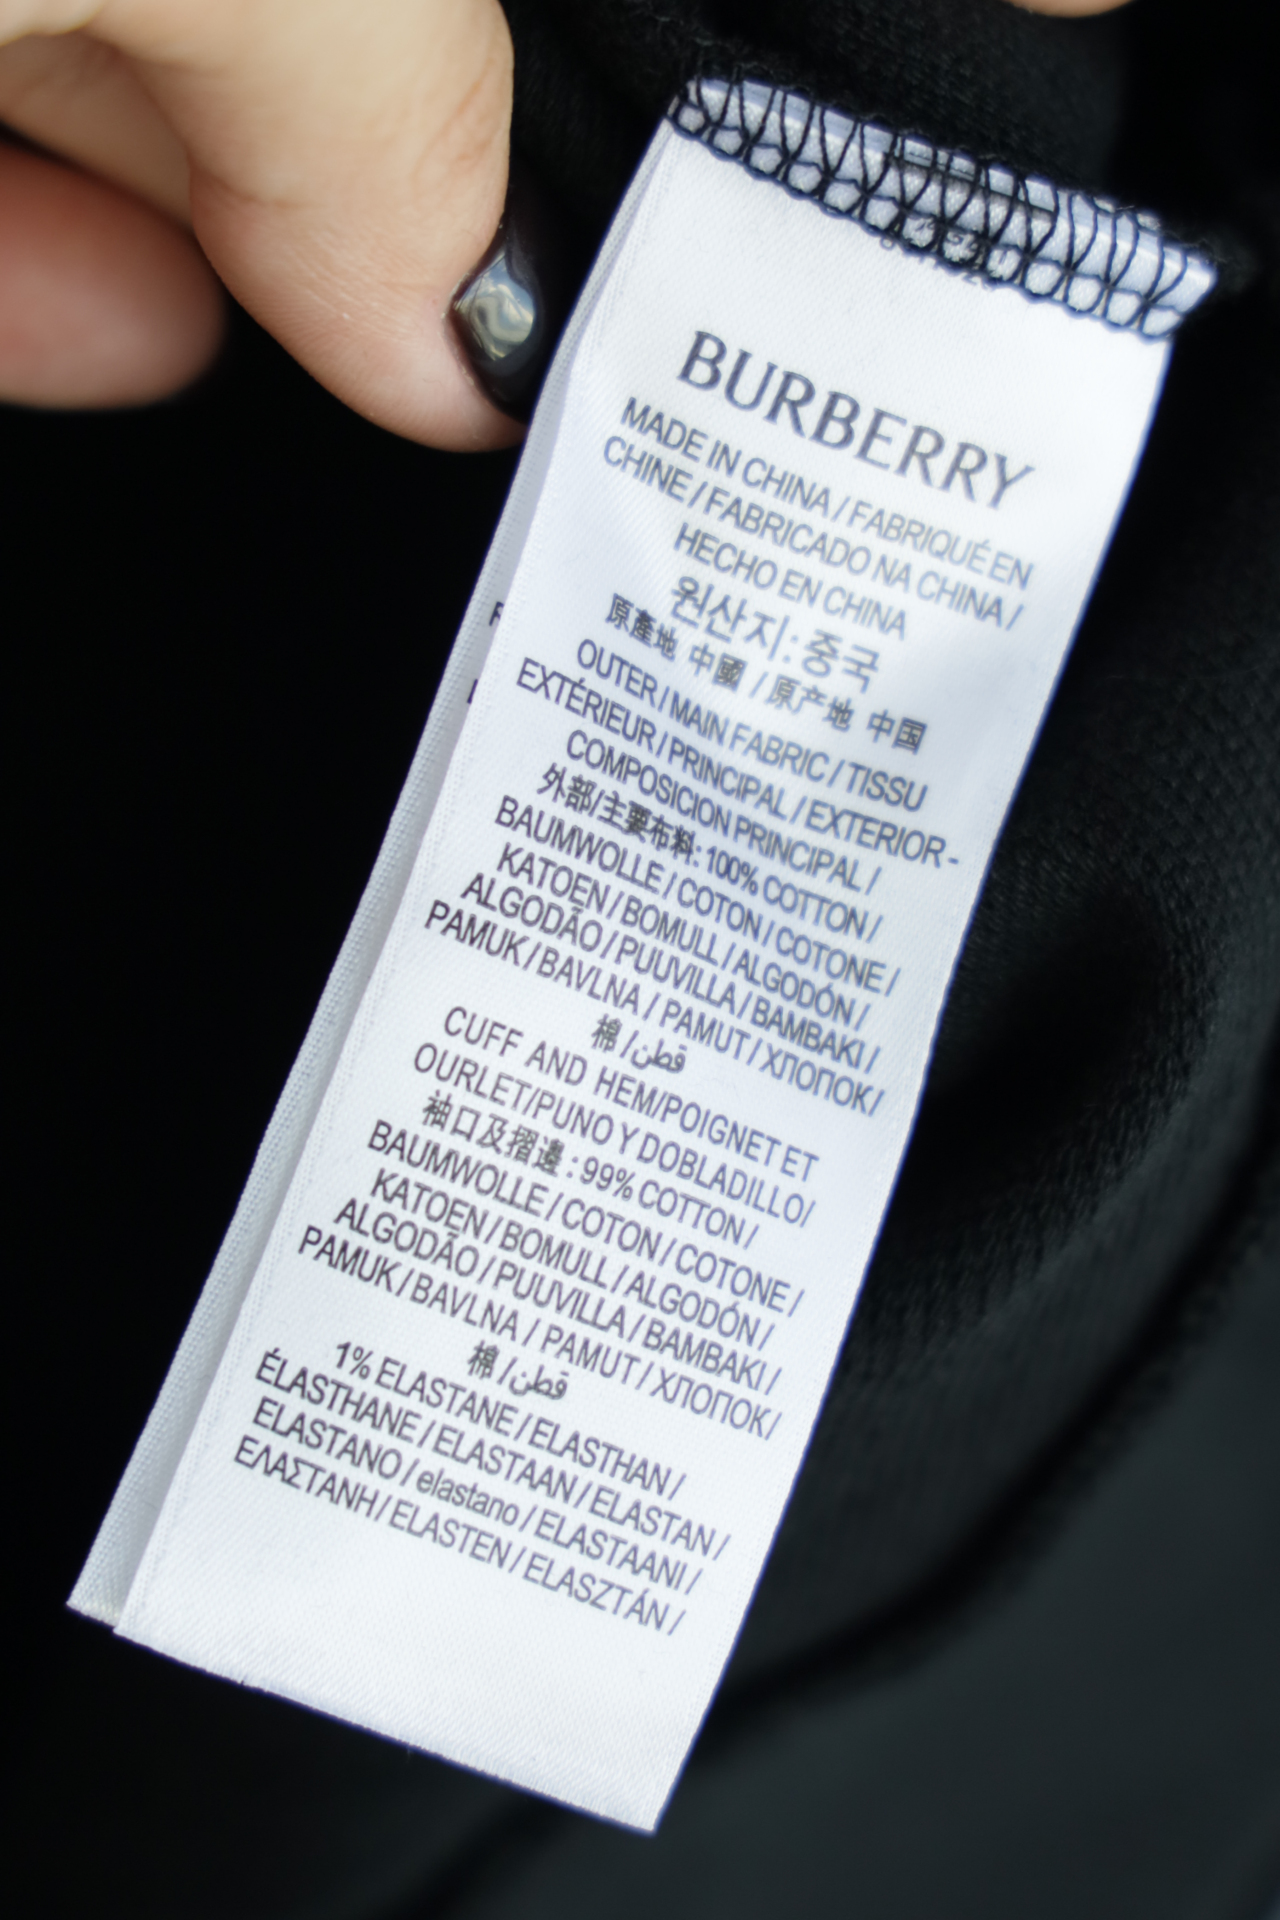 BURBERRY
MADE IN CHINA / FABRIQUÉ EN
CHINE / FABRICADO NA CHINA /
HECHO EN CHINA
원산지: 중국
原產地 中國 / 原产地 中国
OUTER / MAIN FABRIC / TISSU
EXTÉRIEUR / PRINCIPAL / EXTERIOR -
COMPOSICION PRINCIPAL /
外部/主要布料: 100% COTTON /
BAUMWOLLE / COTON / COTONE /
KATOEN / BOMULL / ALGODÓN /
ALGODÃO / PUUVILLA / BAMBAKI /
PAMUK / BAVLNA / PAMUT / ХЛОПОК /
棉 / قطن
CUFF AND HEM/POIGNET ET
OURLET/PUNO Y DOBLADILLO/
袖口及摺邊 : 99% COTTON /
BAUMWOLLE / COTON / COTONE /
KATOEN / BOMULL / ALGODÓN /
ALGODÃO / PUUVILLA / BAMBAKI /
PAMUK / BAVLNA / PAMUT / ХЛОПОК/
棉 / قطن
1% ELASTANE / ELASTHAN /
ÉLASTHANE / ELASTAAN / ELASTAN /
ELASTANO / elastano / ELASTAANI /
ΕΛΑΣΤΑΝΗ / ELASTEN / ELASZTÁN /